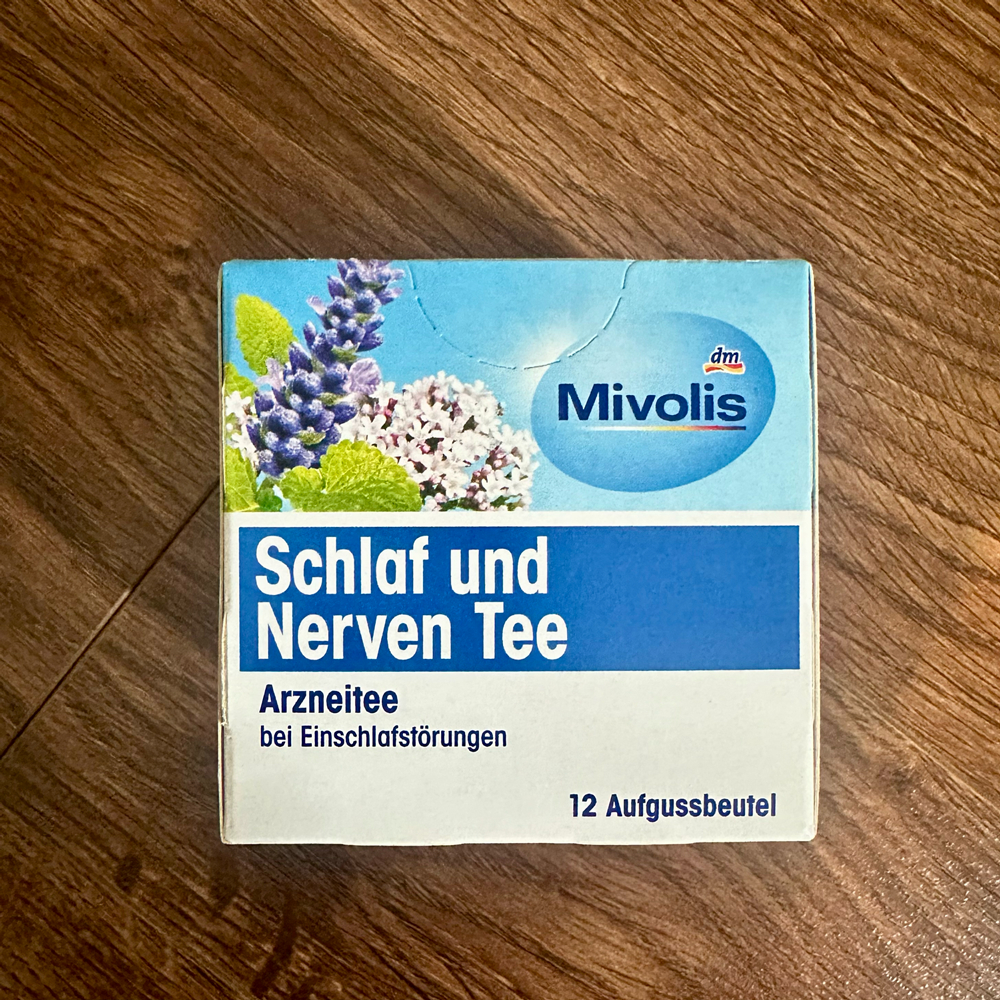 dm
Mivolis
Schlaf und
Nerven Tee
Arzneitee
bei Einschlafstörungen
12 Aufgussbeutel